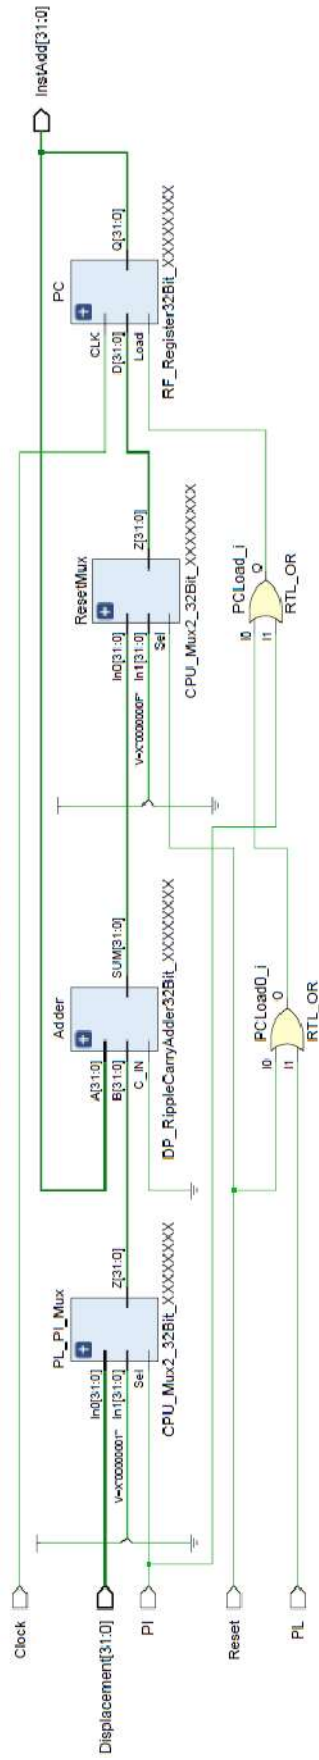 Clock
Displacement[31:0]
PI
Reset
PL
PL_PI_Mux
In0[31:0]
V=X"00000001" In1[31:0]
Sel
Z[31:0]
CPU_Mux2_32Bit_XXXXXXXX
Adder
A[31:0]
B[31:0]
C_IN
SUM[31:0]
DP_RippleCarryAdder32Bit_XXXXXXXX
PCLoad0_i
I0
I1
O
RTL_OR
ResetMux
In0[31:0]
V=X"0000000F" In1[31:0]
Sel
Z[31:0]
CPU_Mux2_32Bit_XXXXXXXX
PCLoad_i
I0
I1
O
RTL_OR
PC
CLK
D[31:0]
Load
Q[31:0]
RF_Register32Bit_XXXXXXXX
InstAdd[31:0]